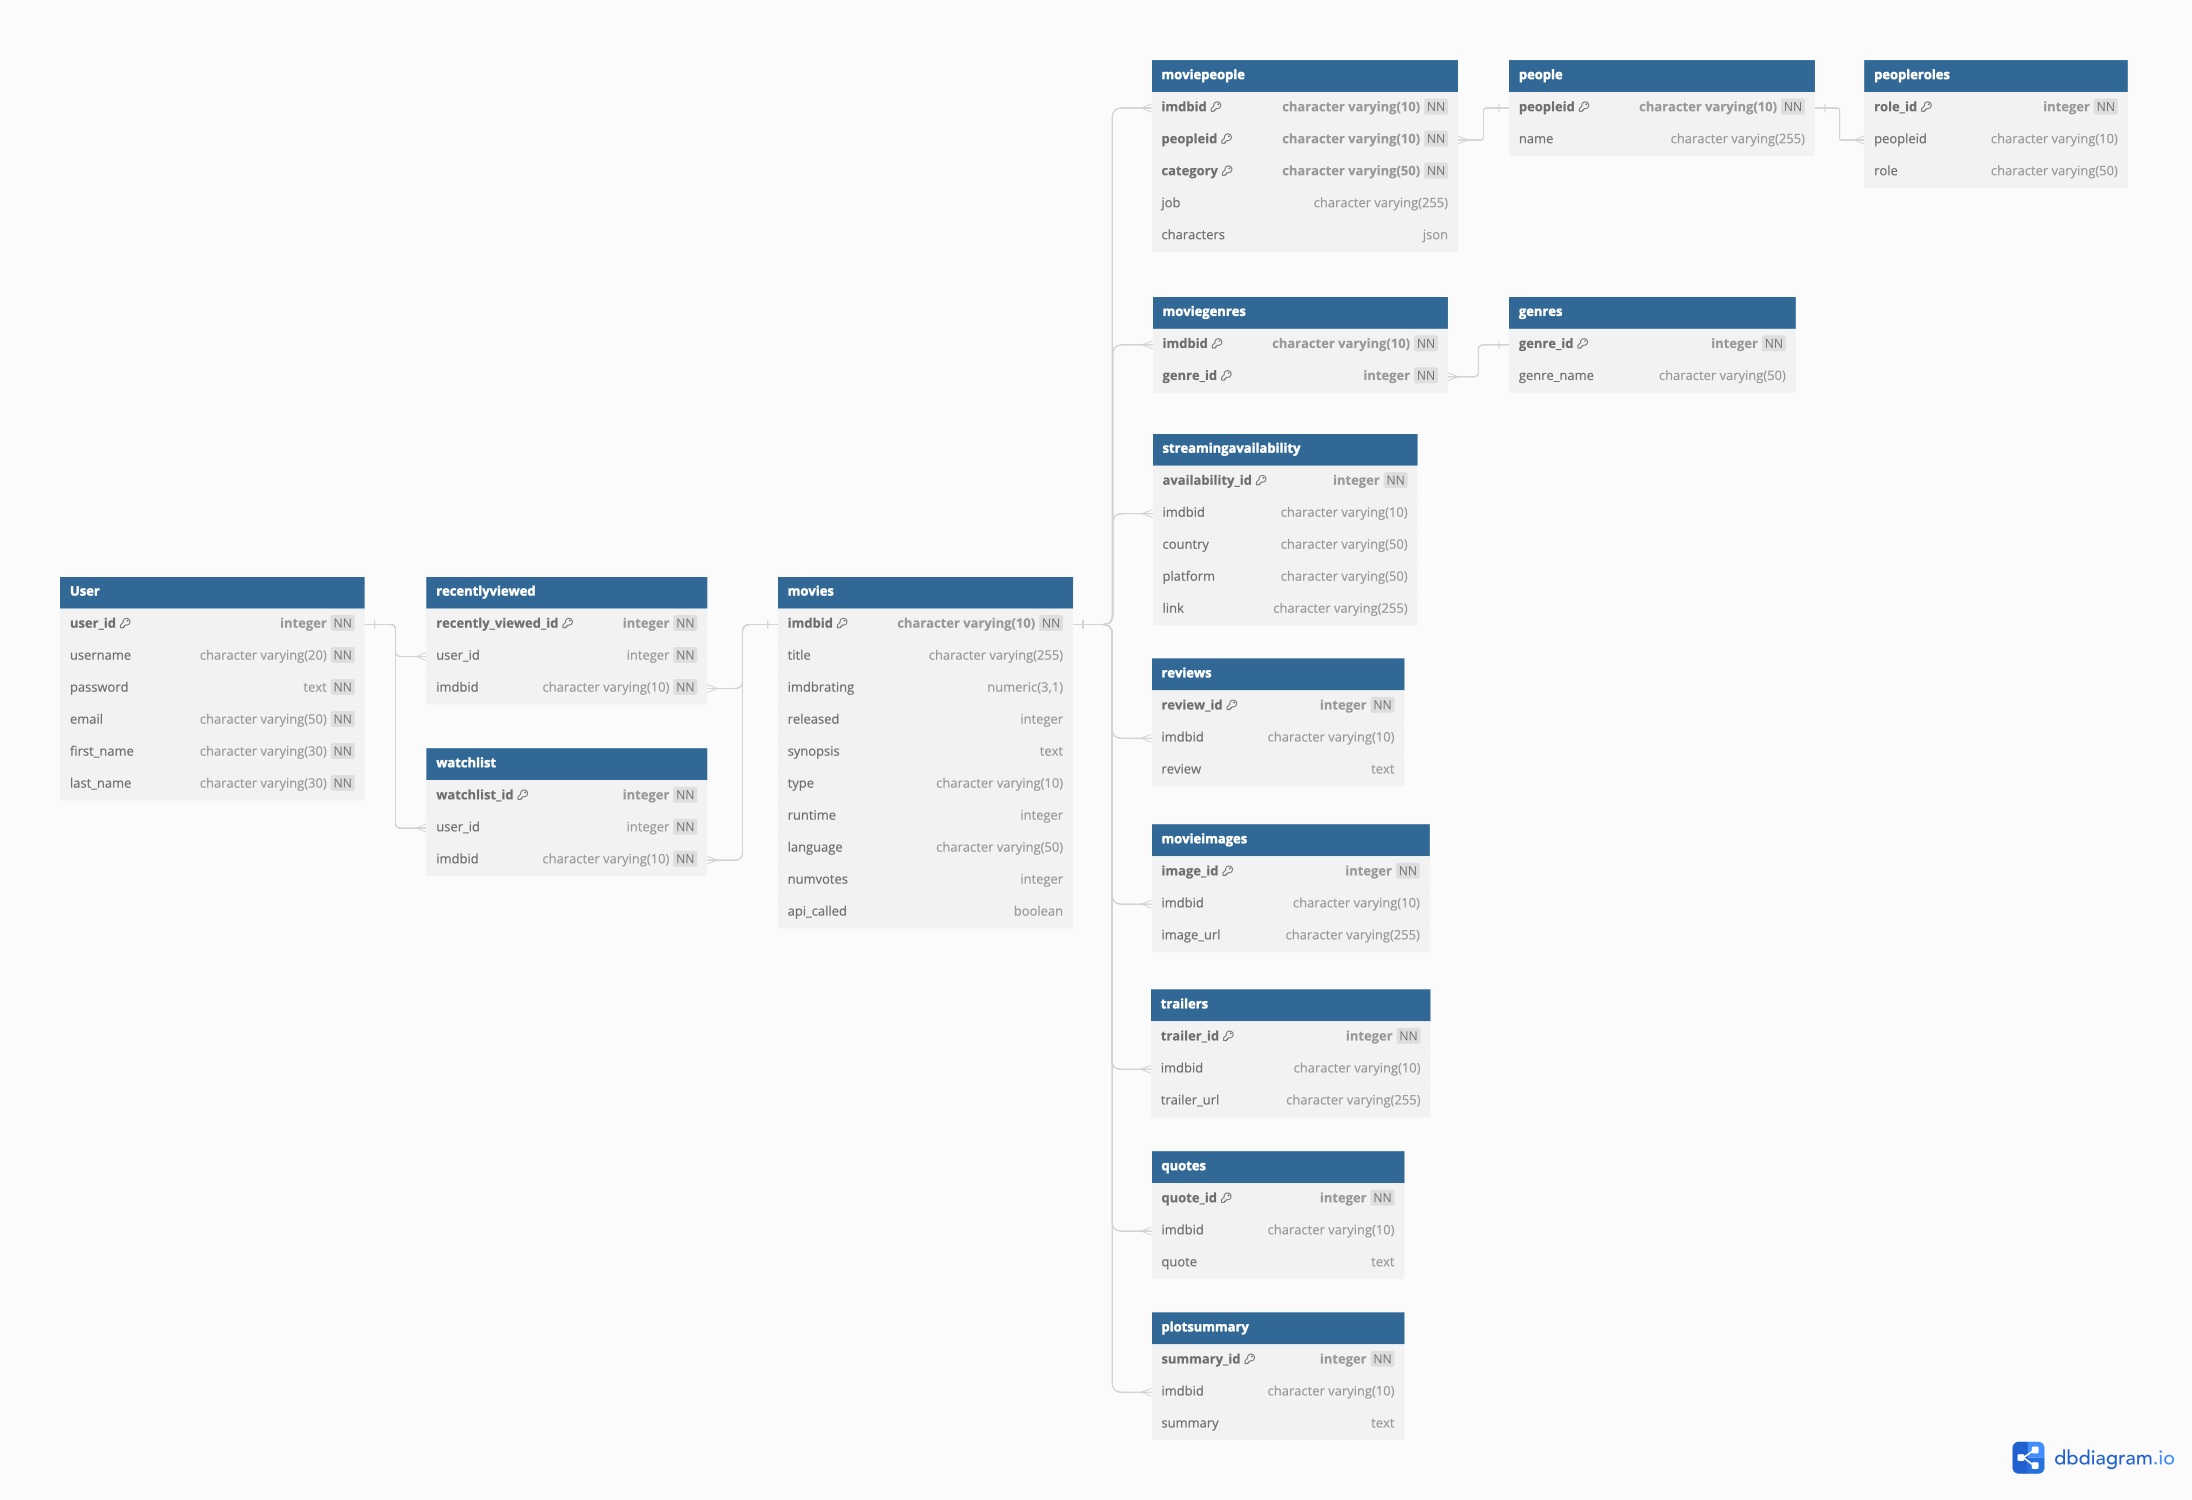 moviepeople
imdbid character varying(10) NN
peopleid character varying(10) NN
category character varying(50) NN
job character varying(255)
characters json
people
peopleid character varying(10) NN
name character varying(255)
peopleroles
role_id integer NN
peopleid character varying(10)
role character varying(50)
moviegenres
imdbid character varying(10) NN
genre_id integer NN
genres
genre_id integer NN
genre_name character varying(50)
streamingavailability
availability_id integer NN
imdbid character varying(10)
country character varying(50)
platform character varying(50)
link character varying(255)
User
user_id integer NN
username character varying(20) NN
password text NN
email character varying(50) NN
first_name character varying(30) NN
last_name character varying(30) NN
recentlyviewed
recently_viewed_id integer NN
user_id integer NN
imdbid character varying(10) NN
watchlist
watchlist_id integer NN
user_id integer NN
imdbid character varying(10) NN
movies
imdbid character varying(10) NN
title character varying(255)
imdbrating numeric(3,1)
released integer
synopsis text
type character varying(10)
runtime integer
language character varying(50)
numvotes integer
api_called boolean
reviews
review_id integer NN
imdbid character varying(10)
review text
movieimages
image_id integer NN
imdbid character varying(10)
image_url character varying(255)
trailers
trailer_id integer NN
imdbid character varying(10)
trailer_url character varying(255)
quotes
quote_id integer NN
imdbid character varying(10)
quote text
plotsummary
summary_id integer NN
imdbid character varying(10)
summary text
dbdiagram.io